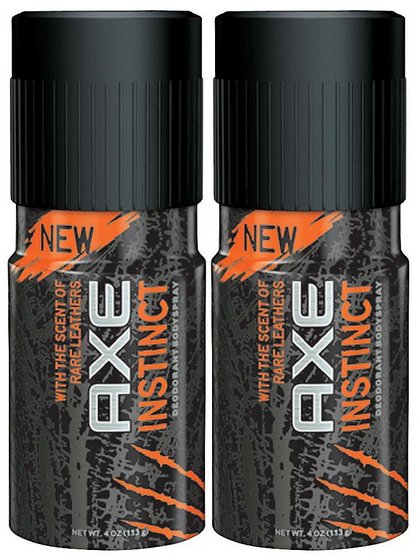 NEW
WITH THE SCENT OF
RARE LEATHERS
AXE
INSTINCT
DEODORANT BODYSPRAY
NET WT. 4 OZ (113 g)
NEW
WITH THE SCENT OF
RARE LEATHERS
AXE
INSTINCT
DEODORANT BODYSPRAY
NET WT. 4 OZ (113 g)